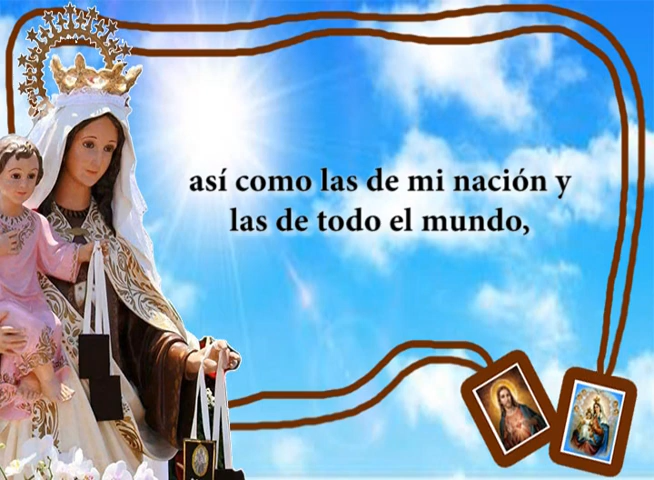 así como las de mi nación y
las de todo el mundo,